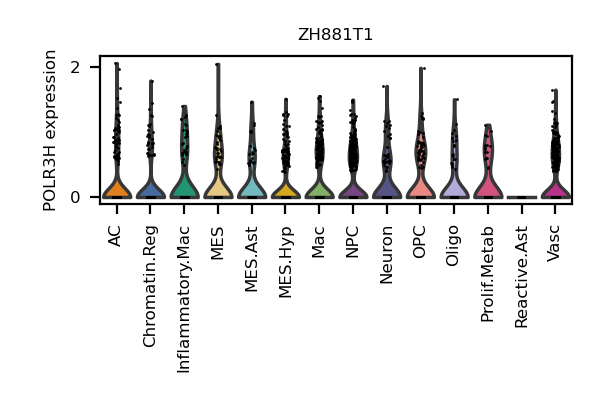 ZH881T1
POLR3H expression
2
0
AC
Chromatin.Reg
Inflammatory.Mac
MES
MES.Ast
MES.Hyp
Mac
NPC
Neuron
OPC
Oligo
Prolif.Metab
Reactive.Ast
Vasc